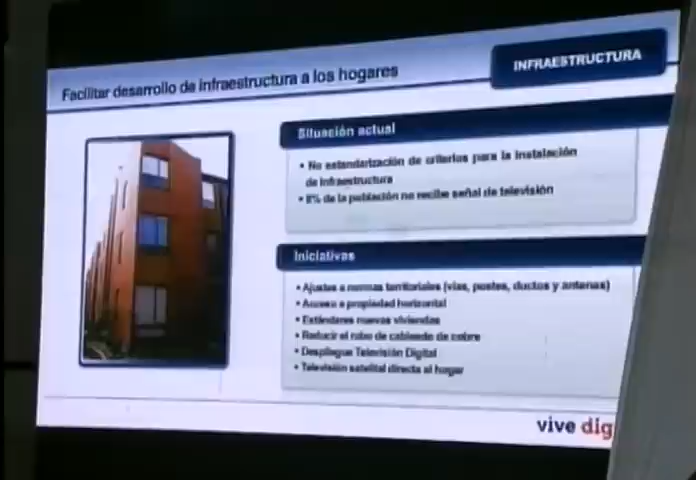 Facilitar desarrollo de infraestructura a los hogares
INFRAESTRUCTURA
Situación actual
• No estandarización de criterios para la instalación
de infraestructura
• 8% de la población no recibe señal de televisión
Iniciativas
• Ajustes a normas territoriales (vías, postes, ductos y antenas)
• Acceso a propiedad horizontal
• Estándares nuevas viviendas
• Reducir el robo de cableado de cobre
• Despliegue Televisión Digital
• Televisión satelital directa al hogar
vive dig